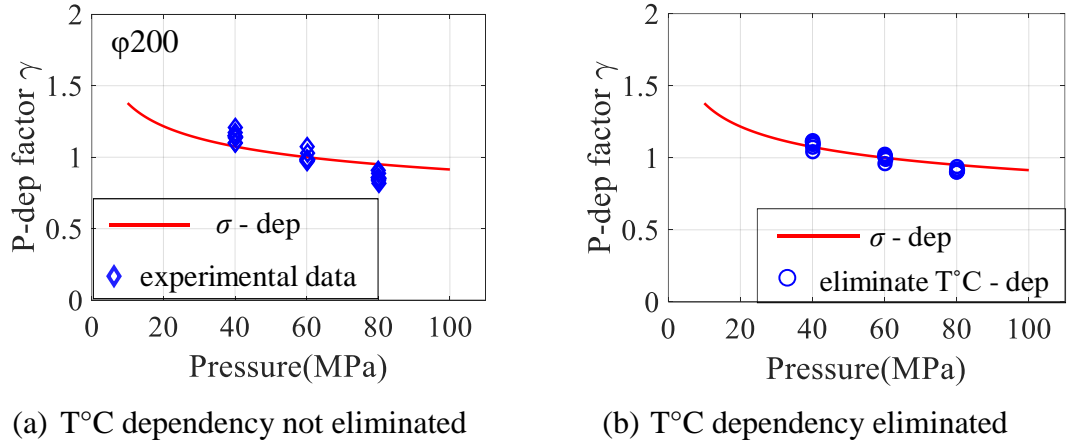 φ200
P-dep factor γ
2
1.5
1
0.5
0
σ - dep
experimental data
0 20 40 60 80 100
Pressure(MPa)
(a) T°C dependency not eliminated
P-dep factor γ
2
1.5
1
0.5
0
σ - dep
eliminate T°C - dep
0 20 40 60 80 100
Pressure(MPa)
(b) T°C dependency eliminated